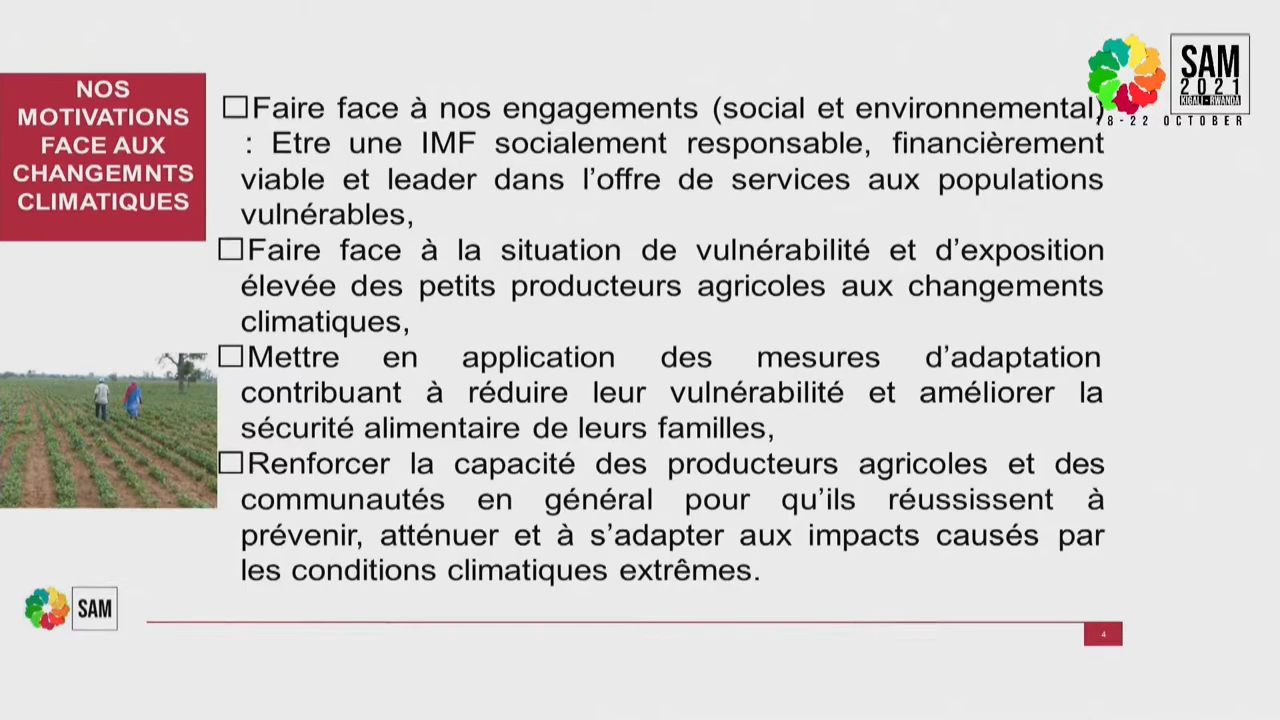 NOS
MOTIVATIONS
FACE AUX
CHANGEMNTS
CLIMATIQUES
☐Faire face à nos engagements (social et environnemental)
: Etre une IMF socialement responsable, financièrement
viable et leader dans l’offre de services aux populations
vulnérables,
☐Faire face à la situation de vulnérabilité et d’exposition
élevée des petits producteurs agricoles aux changements
climatiques,
☐Mettre en application des mesures d’adaptation
contribuant à réduire leur vulnérabilité et améliorer la
sécurité alimentaire de leurs familles,
☐Renforcer la capacité des producteurs agricoles et des
communautés en général pour qu’ils réussissent à
prévenir, atténuer et à s’adapter aux impacts causés par
les conditions climatiques extrêmes.
SAM
2021
KIGALI - RWANDA
18-22 OCTOBER
SAM
4